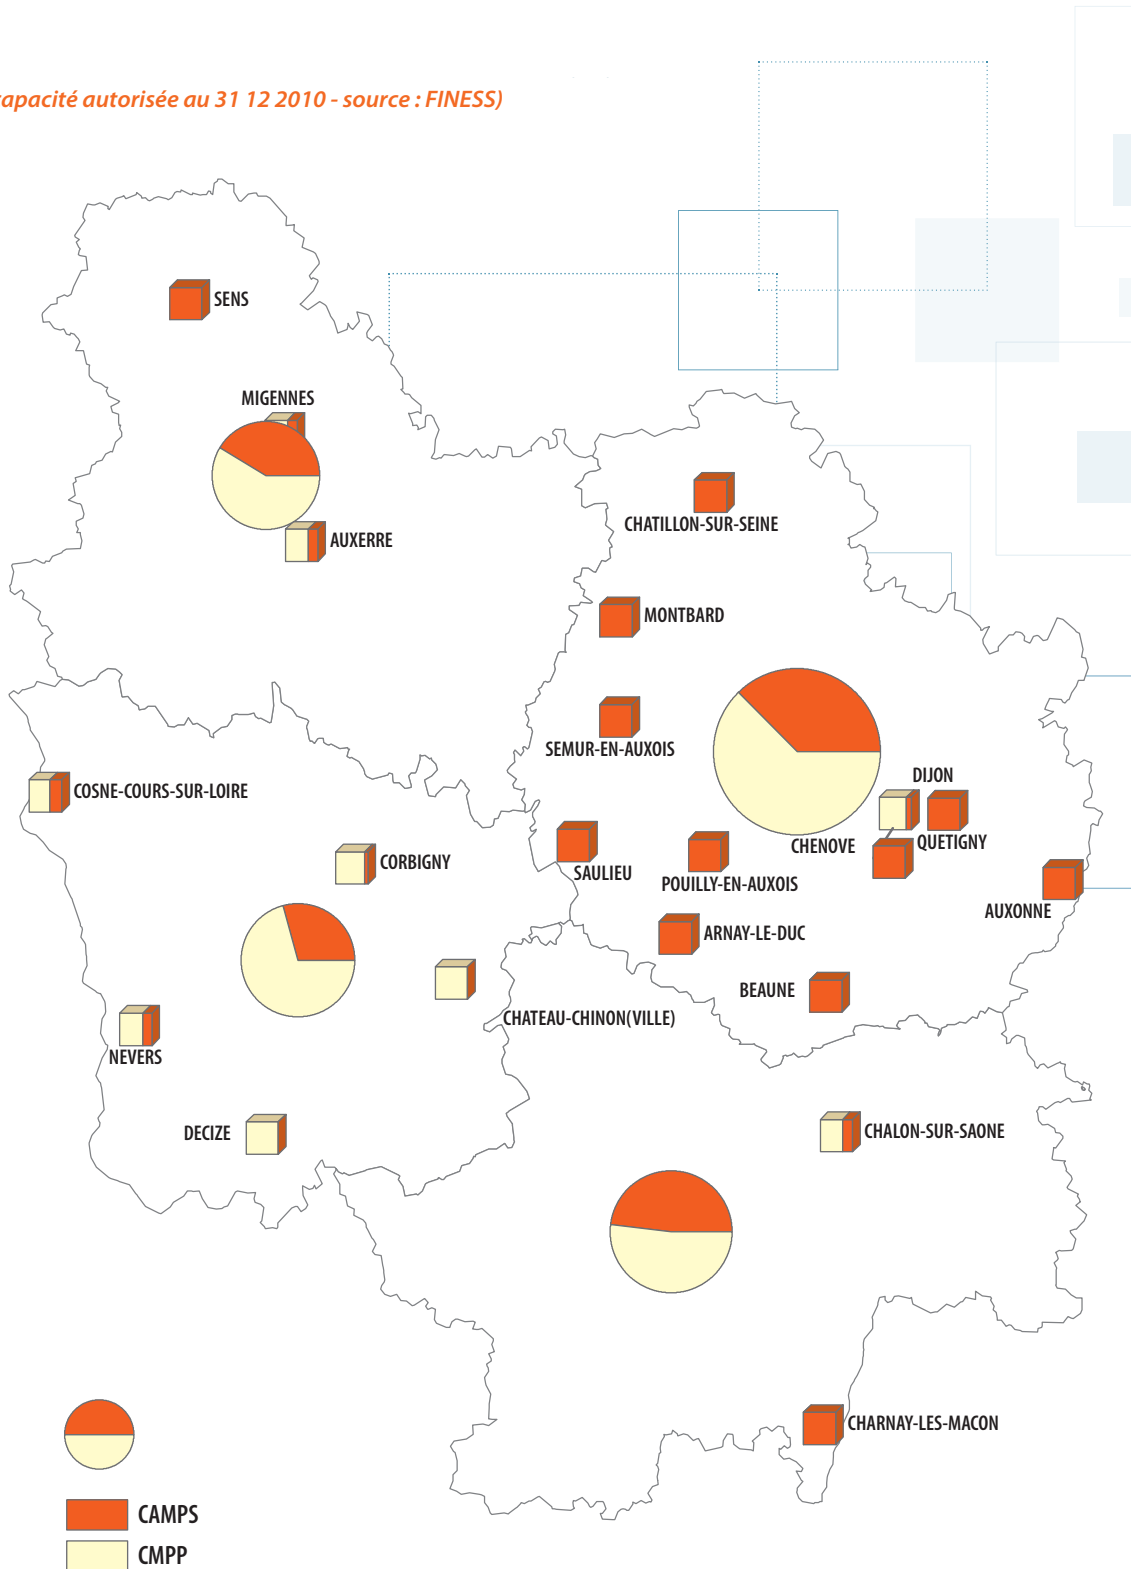 capacité autorisée au 31 12 2010 - source : FINESS)
SENS
MIGENNES
AUXERRE
CHATILLON-SUR-SEINE
MONTBARD
SEMUR-EN-AUXOIS
DIJON
COSNE-COURS-SUR-LOIRE
CHENOVE
QUETIGNY
CORBIGNY
SAULIEU
POUILLY-EN-AUXOIS
AUXONNE
ARNAY-LE-DUC
BEAUNE
CHATEAU-CHINON(VILLE)
NEVERS
DECIZE
CHALON-SUR-SAONE
CHARNAY-LES-MACON
CAMPS
CMPP